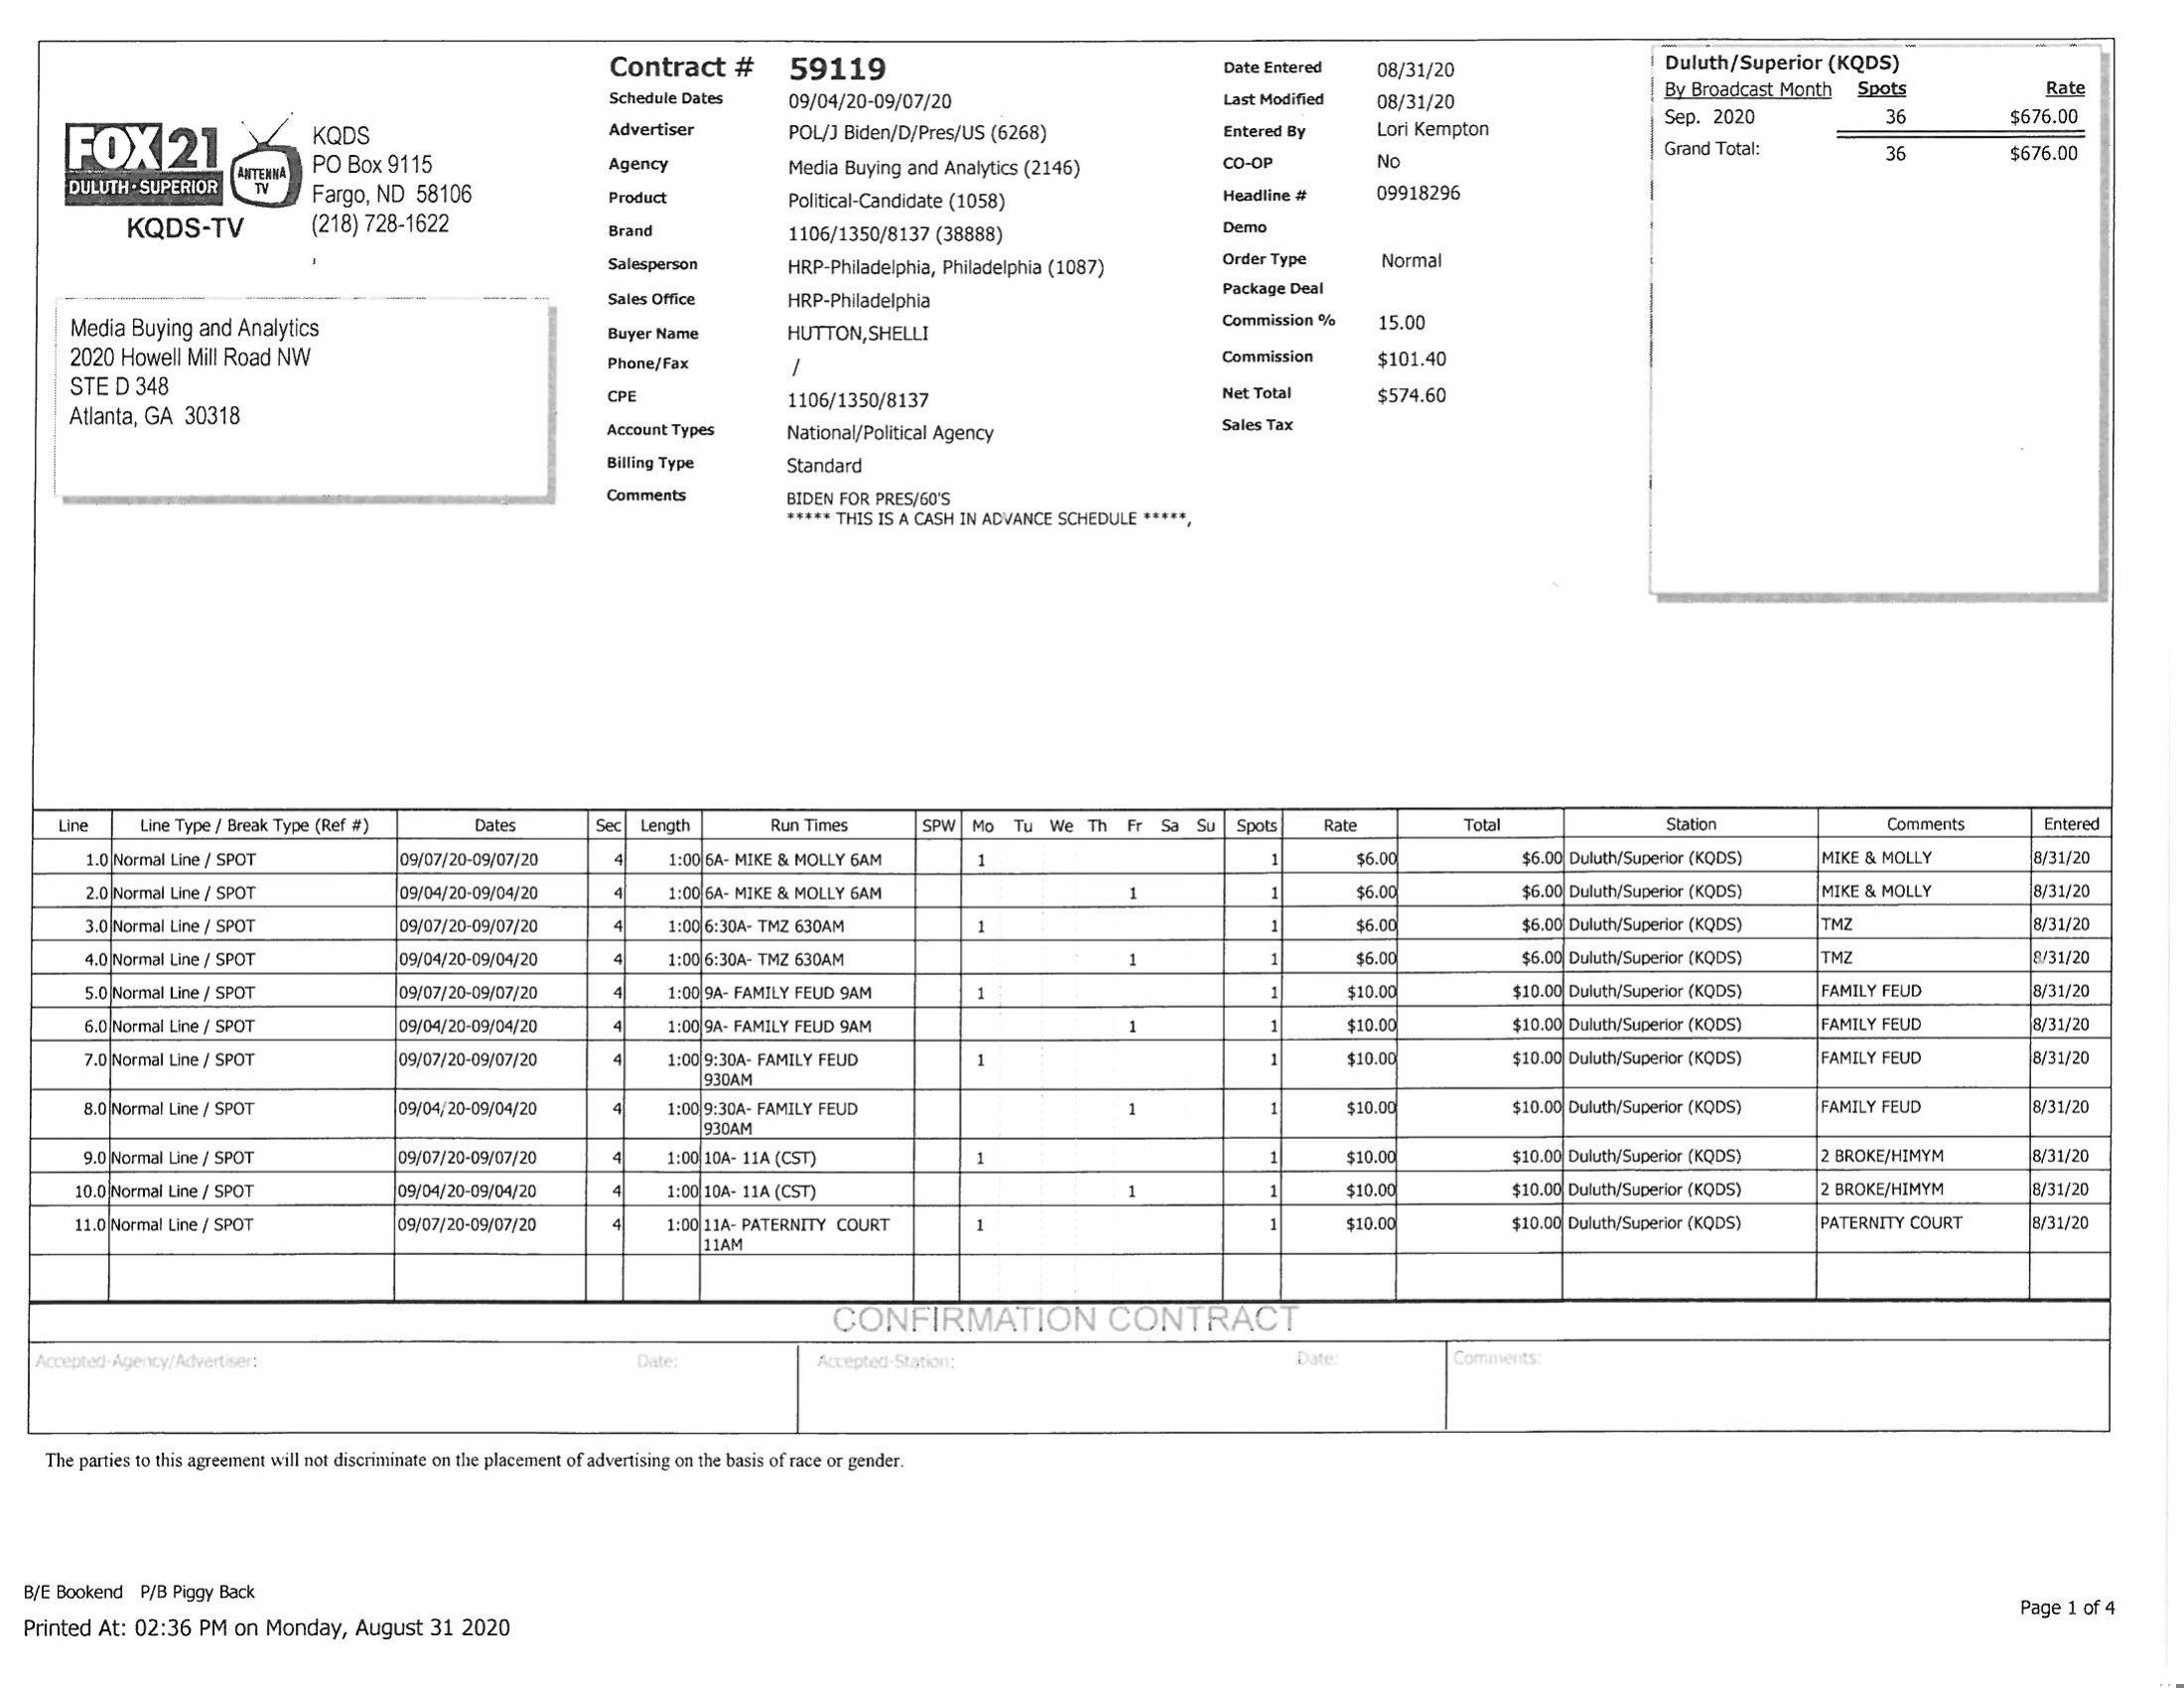 FOX 21
DULUTH·SUPERIOR
ANTENNA
TV
KQDS-TV
KQDS
PO Box 9115
Fargo, ND 58106
(218) 728-1622
Media Buying and Analytics
2020 Howell Mill Road NW
STE D 348
Atlanta, GA 30318
Contract # 59119
Schedule Dates 09/04/20-09/07/20
Advertiser POL/J Biden/D/Pres/US (6268)
Agency Media Buying and Analytics (2146)
Product Political-Candidate (1058)
Brand 1106/1350/8137 (38888)
Salesperson HRP-Philadelphia, Philadelphia (1087)
Sales Office HRP-Philadelphia
Buyer Name HUTTON,SHELLI
Phone/Fax /
CPE 1106/1350/8137
Account Types National/Political Agency
Billing Type Standard
Comments BIDEN FOR PRES/60'S
***** THIS IS A CASH IN ADVANCE SCHEDULE *****,
Date Entered 08/31/20
Last Modified 08/31/20
Entered By Lori Kempton
CO-OP No
Headline # 09918296
Demo
Order Type Normal
Package Deal
Commission % 15.00
Commission $101.40
Net Total $574.60
Sales Tax
Duluth/Superior (KQDS)
By Broadcast Month Spots Rate
Sep. 2020 36 $676.00
Grand Total: 36 $676.00
Line Line Type / Break Type (Ref #) Dates Sec Length Run Times SPW Mo Tu We Th Fr Sa Su Spots Rate Total Station Comments Entered
1.0 Normal Line / SPOT 09/07/20-09/07/20 4 1:00 6A- MIKE & MOLLY 6AM 1 1 $6.00 $6.00 Duluth/Superior (KQDS) MIKE & MOLLY 8/31/20
2.0 Normal Line / SPOT 09/04/20-09/04/20 4 1:00 6A- MIKE & MOLLY 6AM 1 1 $6.00 $6.00 Duluth/Superior (KQDS) MIKE & MOLLY 8/31/20
3.0 Normal Line / SPOT 09/07/20-09/07/20 4 1:00 6:30A- TMZ 630AM 1 1 $6.00 $6.00 Duluth/Superior (KQDS) TMZ 8/31/20
4.0 Normal Line / SPOT 09/04/20-09/04/20 4 1:00 6:30A- TMZ 630AM 1 1 $6.00 $6.00 Duluth/Superior (KQDS) TMZ 8/31/20
5.0 Normal Line / SPOT 09/07/20-09/07/20 4 1:00 9A- FAMILY FEUD 9AM 1 1 $10.00 $10.00 Duluth/Superior (KQDS) FAMILY FEUD 8/31/20
6.0 Normal Line / SPOT 09/04/20-09/04/20 4 1:00 9A- FAMILY FEUD 9AM 1 1 $10.00 $10.00 Duluth/Superior (KQDS) FAMILY FEUD 8/31/20
7.0 Normal Line / SPOT 09/07/20-09/07/20 4 1:00 9:30A- FAMILY FEUD 1 1 $10.00 $10.00 Duluth/Superior (KQDS) FAMILY FEUD 8/31/20
930AM
8.0 Normal Line / SPOT 09/04/20-09/04/20 4 1:00 9:30A- FAMILY FEUD 1 1 $10.00 $10.00 Duluth/Superior (KQDS) FAMILY FEUD 8/31/20
930AM
9.0 Normal Line / SPOT 09/07/20-09/07/20 4 1:00 10A- 11A (CST) 1 1 $10.00 $10.00 Duluth/Superior (KQDS) 2 BROKE/HIMYM 8/31/20
10.0 Normal Line / SPOT 09/04/20-09/04/20 4 1:00 10A- 11A (CST) 1 1 $10.00 $10.00 Duluth/Superior (KQDS) 2 BROKE/HIMYM 8/31/20
11.0 Normal Line / SPOT 09/07/20-09/07/20 4 1:00 11A- PATERNITY COURT 1 1 $10.00 $10.00 Duluth/Superior (KQDS) PATERNITY COURT 8/31/20
11AM
CONFIRMATION CONTRACT
Accepted-Agency/Advertiser: Date: Accepted-Station: Date: Comments:
The parties to this agreement will not discriminate on the placement of advertising on the basis of race or gender.
B/E Bookend P/B Piggy Back
Printed At: 02:36 PM on Monday, August 31 2020
Page 1 of 4